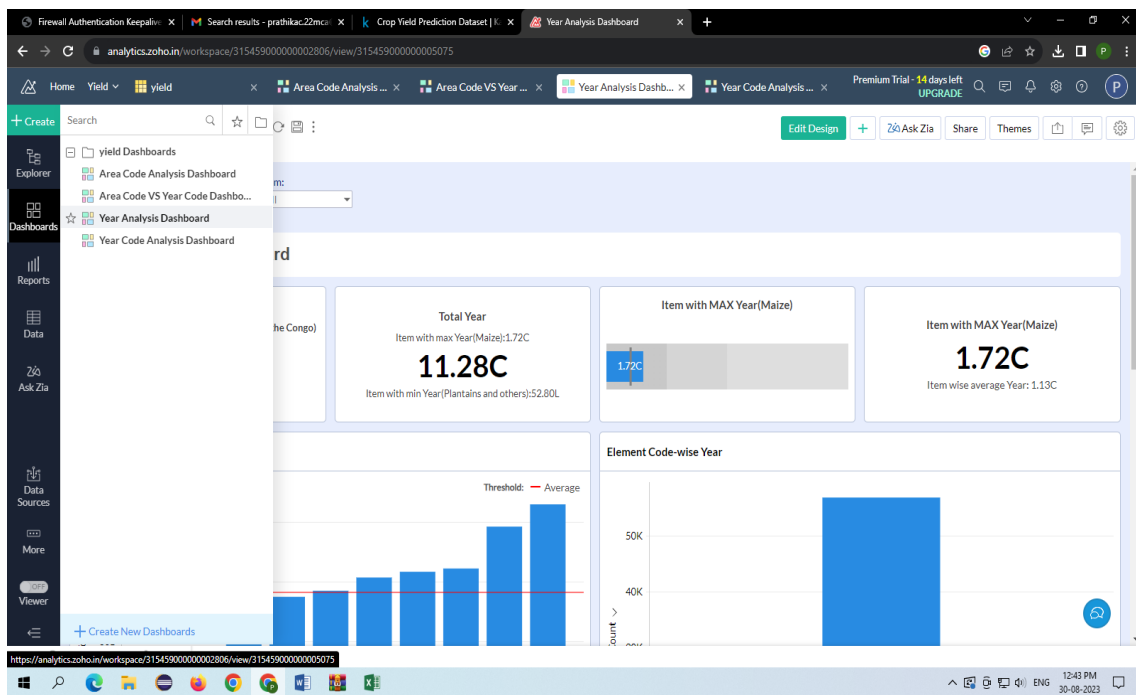 Firewall Authentication Keepalive
Search results - prathikac.22mca
Crop Yield Prediction Dataset | K
Year Analysis Dashboard
analytics.zoho.in/workspace/315459000000002806/view/315459000000005075
Home
Yield
yield
Area Code Analysis ...
Area Code VS Year ...
Year Analysis Dashb...
Year Code Analysis ...
Premium Trial - 14 days left
UPGRADE
P
Create
Search
Edit Design
Ask Zia
Share
Themes
Explorer
Dashboards
Reports
Data
Ask Zia
Data
Sources
More
OFF
Viewer
yield Dashboards
Area Code Analysis Dashboard
Area Code VS Year Code Dashbo...
Year Analysis Dashboard
Year Code Analysis Dashboard
Create New Dashboards
m:
rd
he Congo)
Total Year
Item with max Year(Maize):1.72C
11.28C
Item with min Year(Plantains and others):52.80L
Item with MAX Year(Maize)
1.72C
Item with MAX Year(Maize)
1.72C
Item wise average Year: 1.13C
Threshold: Average
Element Code-wise Year
50K
40K
https://analytics.zoho.in/workspace/315459000000002806/view/315459000000005075
ENG
12:43 PM
30-08-2023